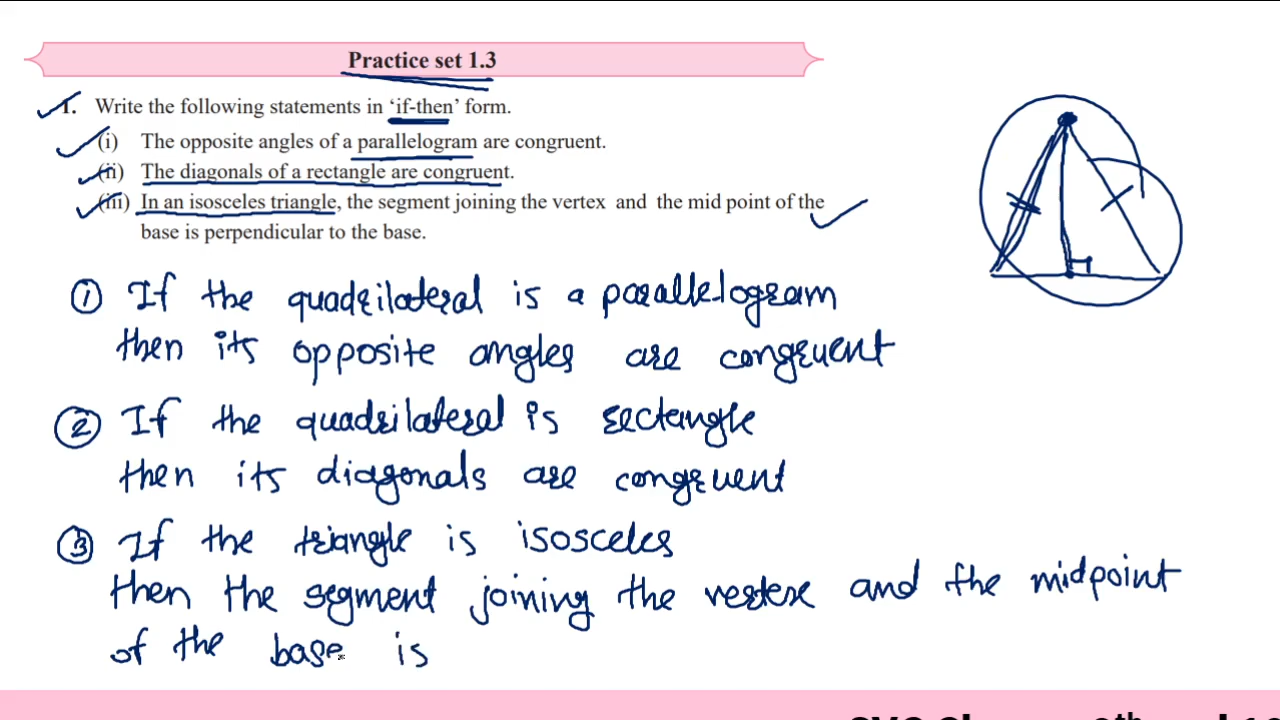 Practice set 1.3
1. Write the following statements in ‘if-then’ form.
(i) The opposite angles of a parallelogram are congruent.
(ii) The diagonals of a rectangle are congruent.
(iii) In an isosceles triangle, the segment joining the vertex and the mid point of the
base is perpendicular to the base.
① If the quadrilateral is a parallelogram
then its opposite angles are congruent
② If the quadrilateral is rectangle
then its diagonals are congruent
③ If the triangle is isosceles
then the segment joining the vertex and the midpoint
of the base is